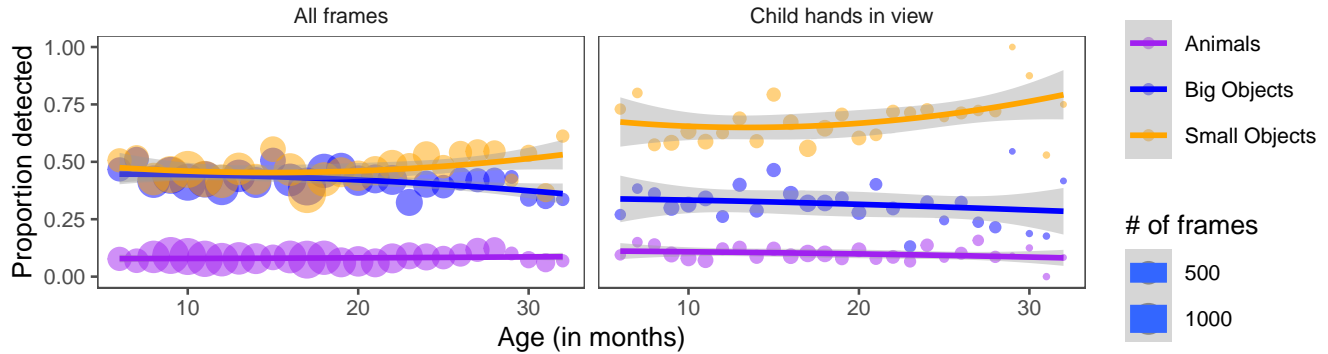 All frames
Child hands in view
Proportion detected
1.00
0.75
0.50
0.25
0.00
10 20 30
10 20 30
Age (in months)
Animals
Big Objects
Small Objects
# of frames
500
1000